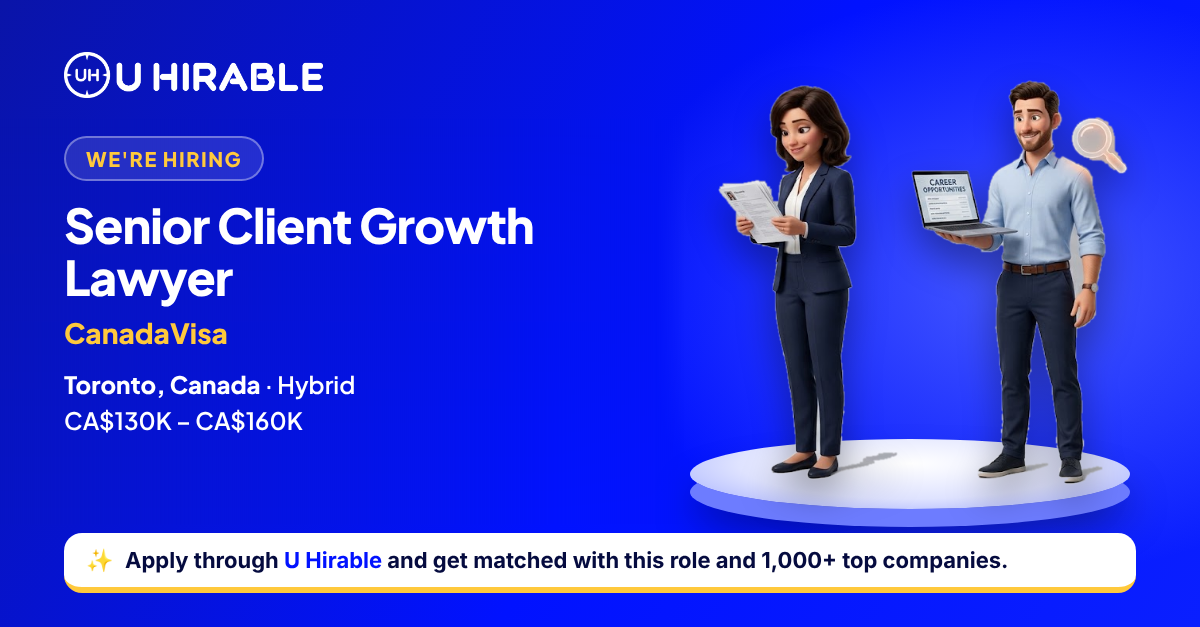 UH U HIRABLE
WE'RE HIRING
Senior Client Growth
Lawyer
CanadaVisa
Toronto, Canada · Hybrid
CA$130K – CA$160K
CAREER
OPPORTUNITIES
✨ Apply through U Hirable and get matched with this role and 1,000+ top companies.